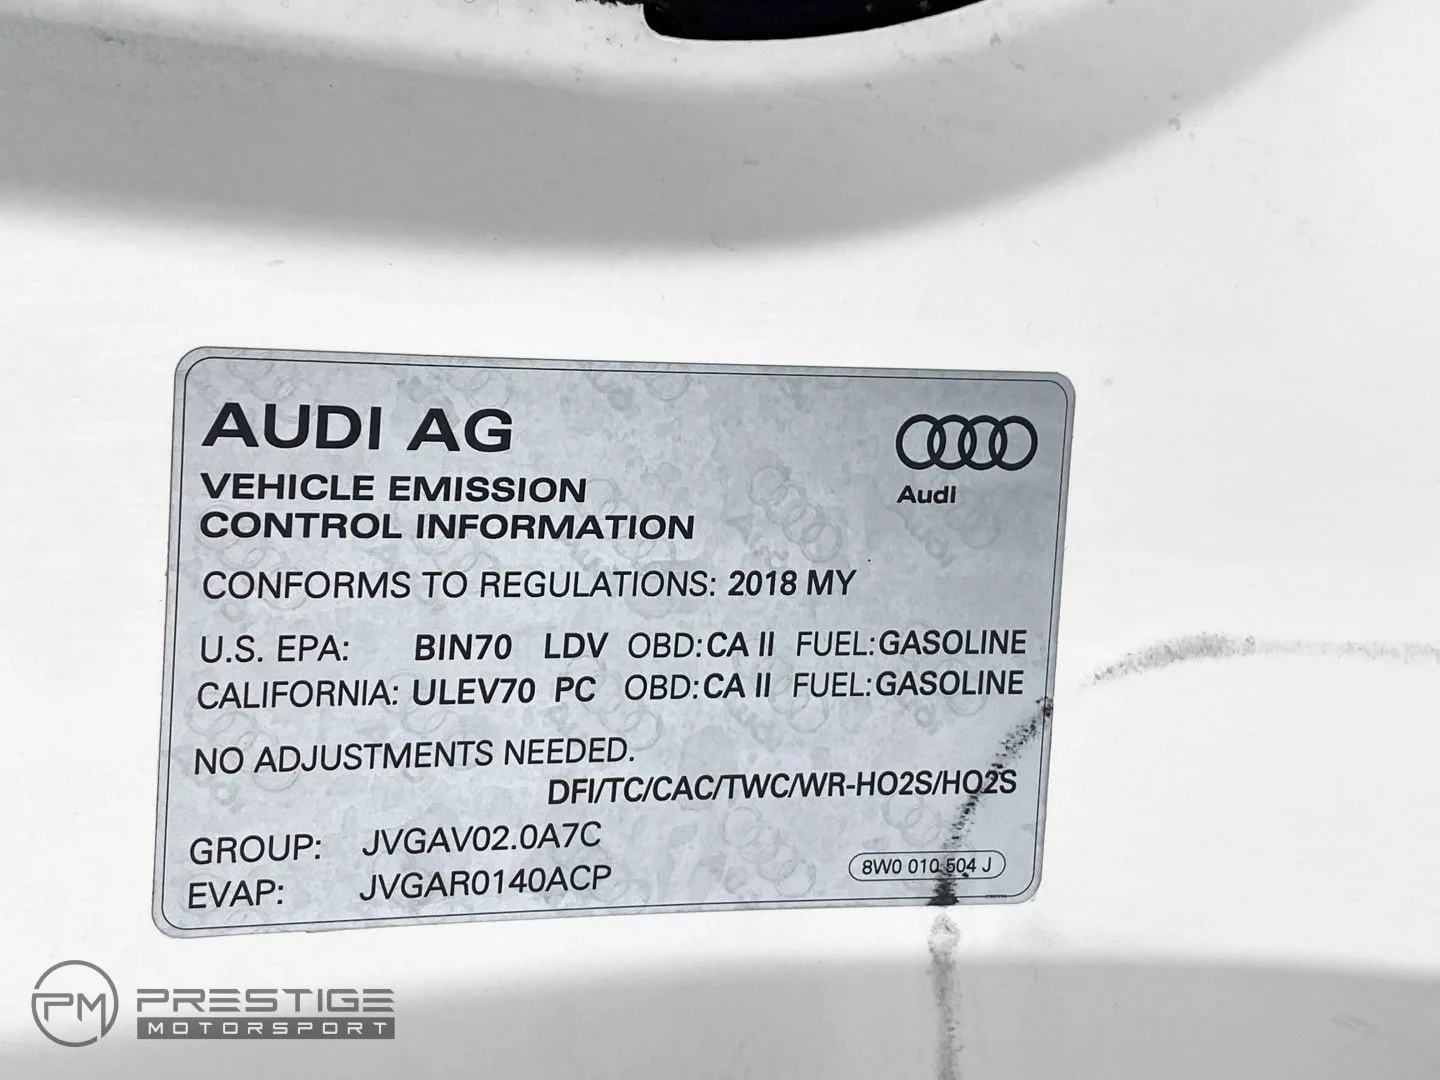 AUDI AG
Audi
VEHICLE EMISSION
CONTROL INFORMATION
CONFORMS TO REGULATIONS: 2018 MY
U.S. EPA: BIN70 LDV OBD:CA II FUEL:GASOLINE
CALIFORNIA: ULEV70 PC OBD:CA II FUEL:GASOLINE
NO ADJUSTMENTS NEEDED.
DFI/TC/CAC/TWC/WR-HO2S/HO2S
GROUP: JVGAV02.0A7C
EVAP: JVGAR0140ACP
8W0 010 504 J
PM PRESTIGE
MOTORSPORT